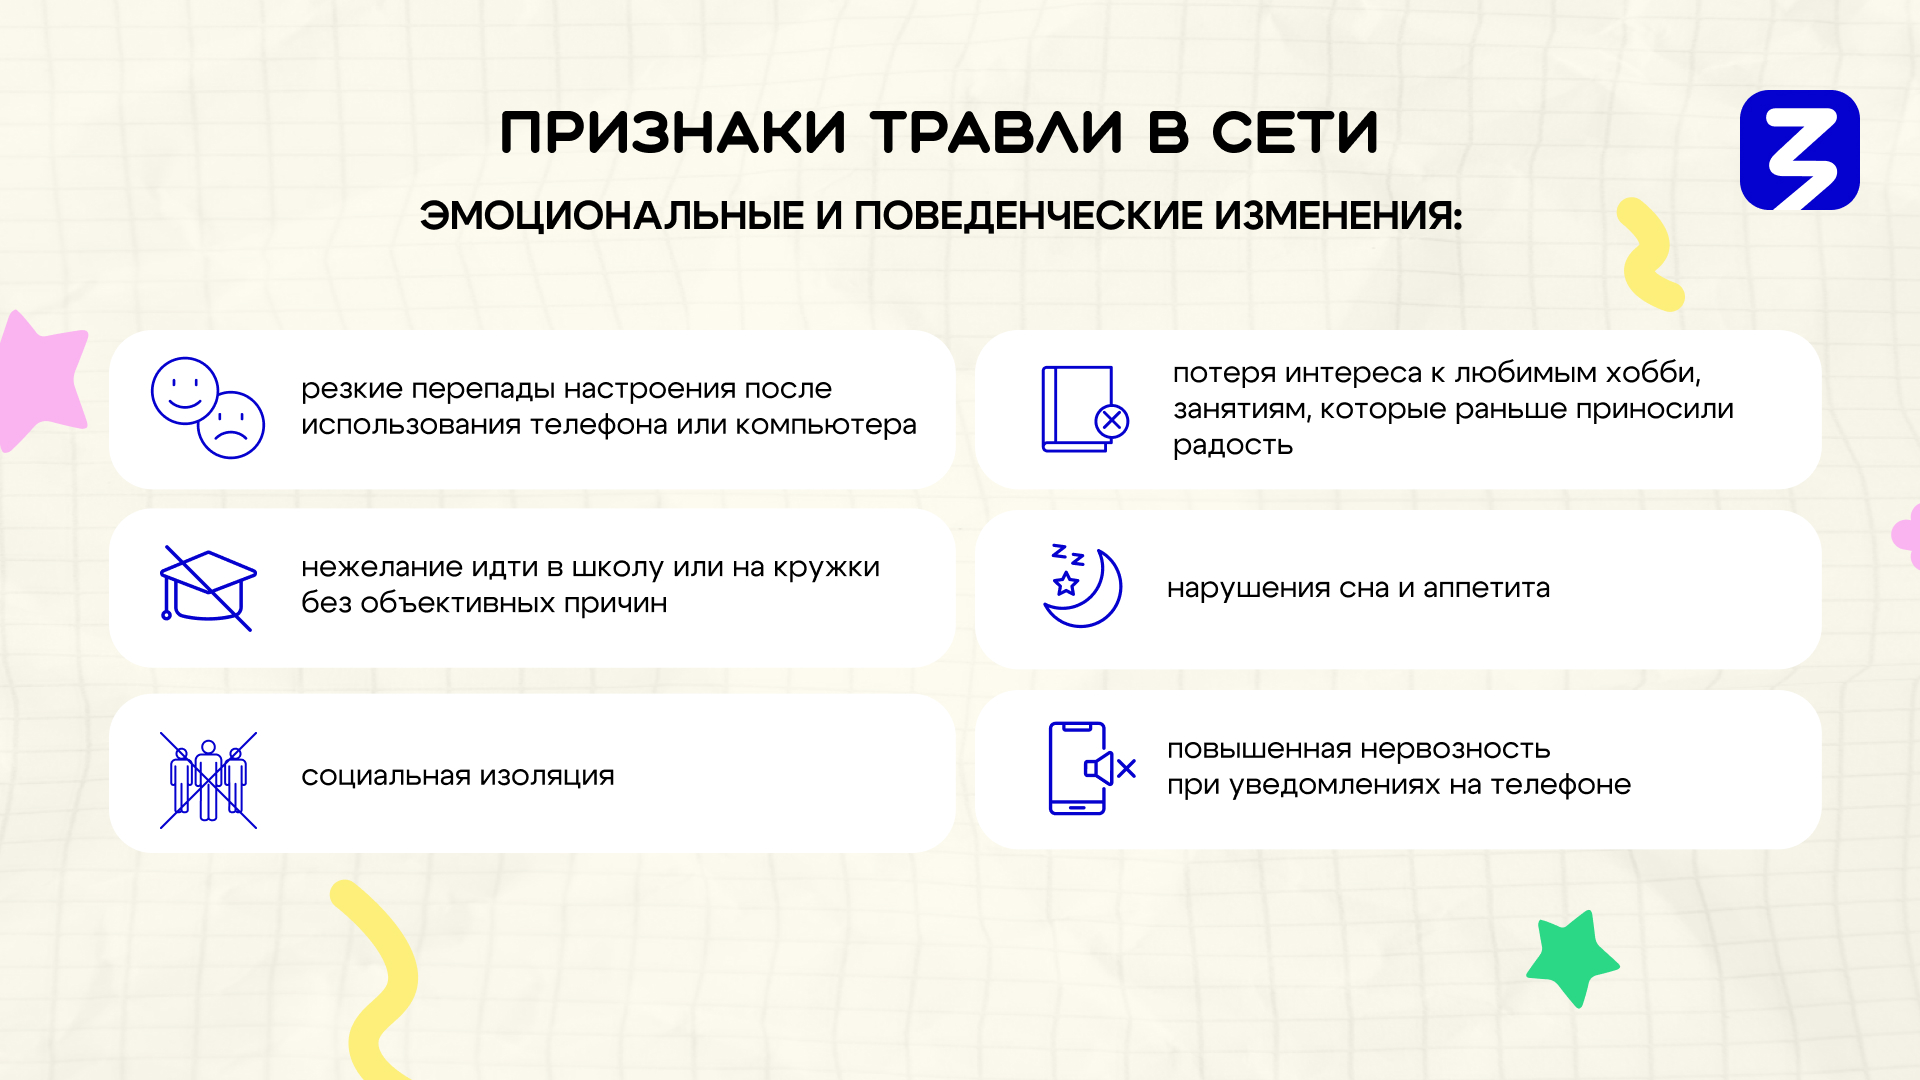 ПРИЗНАКИ ТРАВЛИ В СЕТИ
ЭМОЦИОНАЛЬНЫЕ И ПОВЕДЕНЧЕСКИЕ ИЗМЕНЕНИЯ:
резкие перепады настроения после
использования телефона или компьютера
потеря интереса к любимым хобби,
занятиям, которые раньше приносили
радость
нежелание идти в школу или на кружки
без объективных причин
z z
нарушения сна и аппетита
социальная изоляция
повышенная нервозность
при уведомлениях на телефоне